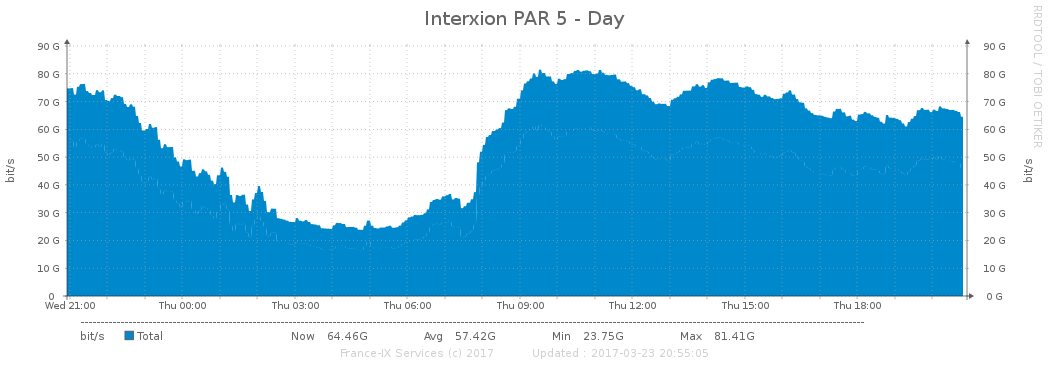 Interxion PAR 5 - Day
RRDTOOL / TOBI OETIKER
90 G 90 G
80 G 80 G
70 G 70 G
60 G 60 G
50 G 50 G
40 G 40 G
30 G 30 G
20 G 20 G
10 G 10 G
0 0 G
bit/s bit/s
Wed 21:00 Thu 00:00 Thu 03:00 Thu 06:00 Thu 09:00 Thu 12:00 Thu 15:00 Thu 18:00
bit/s Total Now 64.46G Avg 57.42G Min 23.75G Max 81.41G
France-IX Services (c) 2017 Updated : 2017-03-23 20:55:05